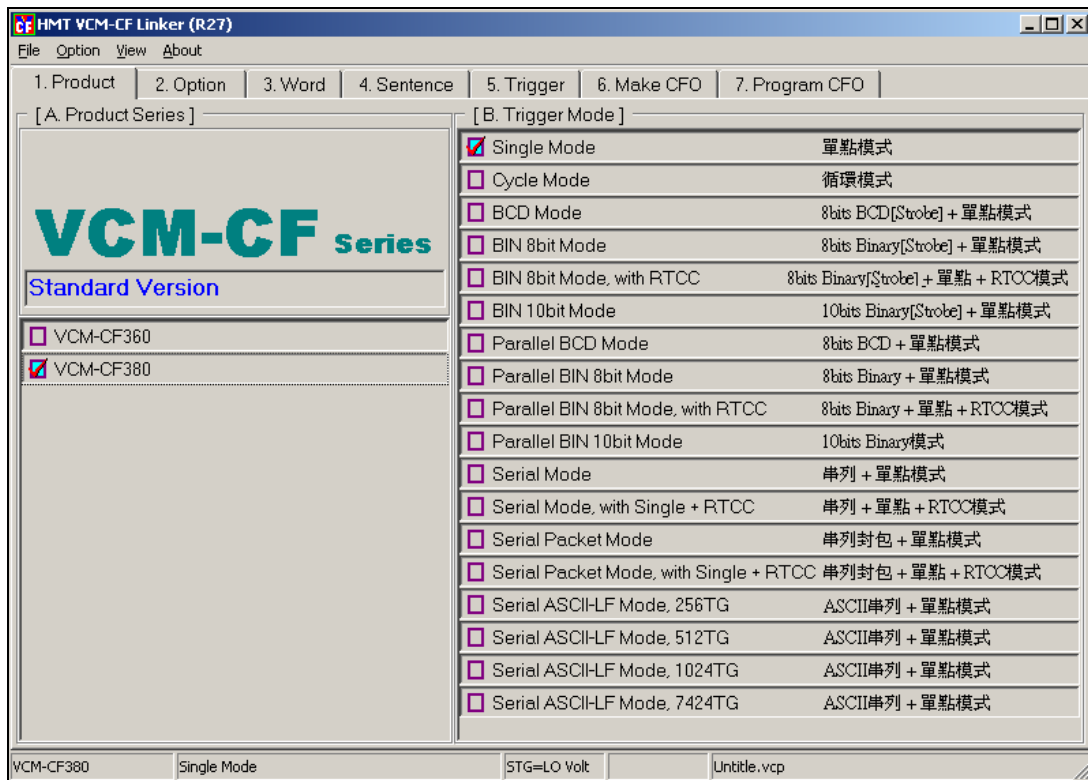 HMT VCM-CF Linker (R27)
File Option View About
1. Product 2. Option 3. Word 4. Sentence 5. Trigger 6. Make CFO 7. Program CFO
[ A. Product Series ]
VCM-CF Series
Standard Version
VCM-CF360
VCM-CF380
[ B. Trigger Mode ]
Single Mode 單點模式
Cycle Mode 循環模式
BCD Mode 8bits BCD[Strobe] + 單點模式
BIN 8bit Mode 8bits Binary[Strobe] + 單點模式
BIN 8bit Mode, with RTCC 8bits Binary[Strobe] + 單點 + RTCC模式
BIN 10bit Mode 10bits Binary[Strobe] + 單點模式
Parallel BCD Mode 8bits BCD + 單點模式
Parallel BIN 8bit Mode 8bits Binary + 單點模式
Parallel BIN 8bit Mode, with RTCC 8bits Binary + 單點 + RTCC模式
Parallel BIN 10bit Mode 10bits Binary模式
Serial Mode 串列 + 單點模式
Serial Mode, with Single + RTCC 串列 + 單點 + RTCC模式
Serial Packet Mode 串列封包 + 單點模式
Serial Packet Mode, with Single + RTCC 串列封包 + 單點 + RTCC模式
Serial ASCII-LF Mode, 256TG ASCII串列 + 單點模式
Serial ASCII-LF Mode, 512TG ASCII串列 + 單點模式
Serial ASCII-LF Mode, 1024TG ASCII串列 + 單點模式
Serial ASCII-LF Mode, 7424TG ASCII串列 + 單點模式
VCM-CF380 Single Mode STG=LO Volt Untitle.vcp